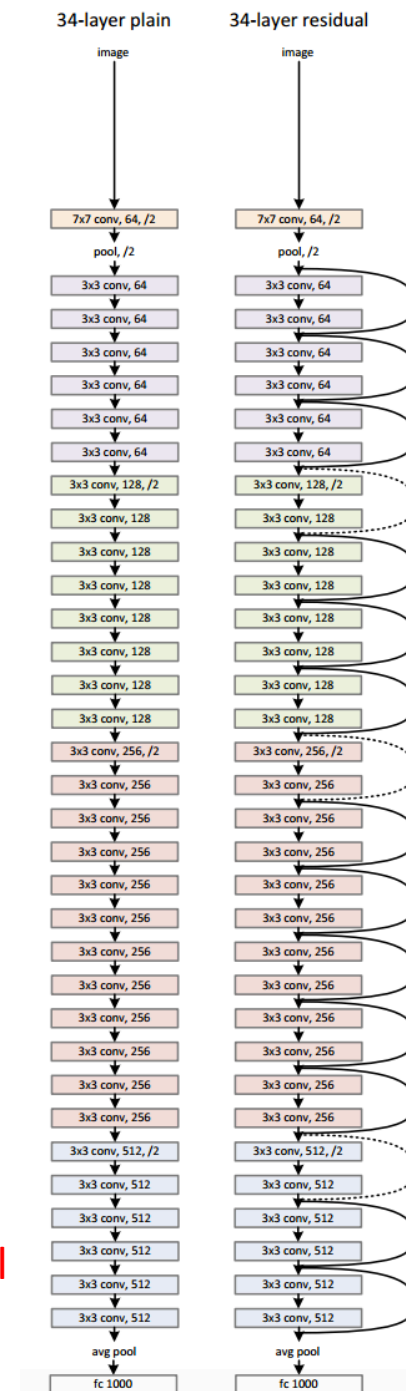 34-layer plain
image
7x7 conv, 64, /2
pool, /2
3x3 conv, 64
3x3 conv, 64
3x3 conv, 64
3x3 conv, 64
3x3 conv, 64
3x3 conv, 64
3x3 conv, 128, /2
3x3 conv, 128
3x3 conv, 128
3x3 conv, 128
3x3 conv, 128
3x3 conv, 128
3x3 conv, 128
3x3 conv, 128
3x3 conv, 256, /2
3x3 conv, 256
3x3 conv, 256
3x3 conv, 256
3x3 conv, 256
3x3 conv, 256
3x3 conv, 256
3x3 conv, 256
3x3 conv, 256
3x3 conv, 256
3x3 conv, 256
3x3 conv, 256
3x3 conv, 512, /2
3x3 conv, 512
3x3 conv, 512
3x3 conv, 512
3x3 conv, 512
3x3 conv, 512
avg pool
fc 1000
34-layer residual
image
7x7 conv, 64, /2
pool, /2
3x3 conv, 64
3x3 conv, 64
3x3 conv, 64
3x3 conv, 64
3x3 conv, 64
3x3 conv, 64
3x3 conv, 128, /2
3x3 conv, 128
3x3 conv, 128
3x3 conv, 128
3x3 conv, 128
3x3 conv, 128
3x3 conv, 128
3x3 conv, 128
3x3 conv, 256, /2
3x3 conv, 256
3x3 conv, 256
3x3 conv, 256
3x3 conv, 256
3x3 conv, 256
3x3 conv, 256
3x3 conv, 256
3x3 conv, 256
3x3 conv, 256
3x3 conv, 256
3x3 conv, 256
3x3 conv, 512, /2
3x3 conv, 512
3x3 conv, 512
3x3 conv, 512
3x3 conv, 512
3x3 conv, 512
avg pool
fc 1000